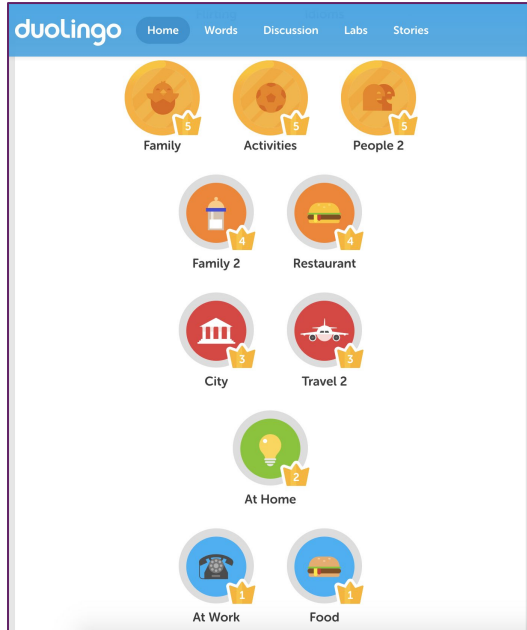 duolingo Home Words Discussion Labs Stories
5 5 5
Family Activities People 2
4 4
Family 2 Restaurant
3 3
City Travel 2
2
At Home
1 1
At Work Food